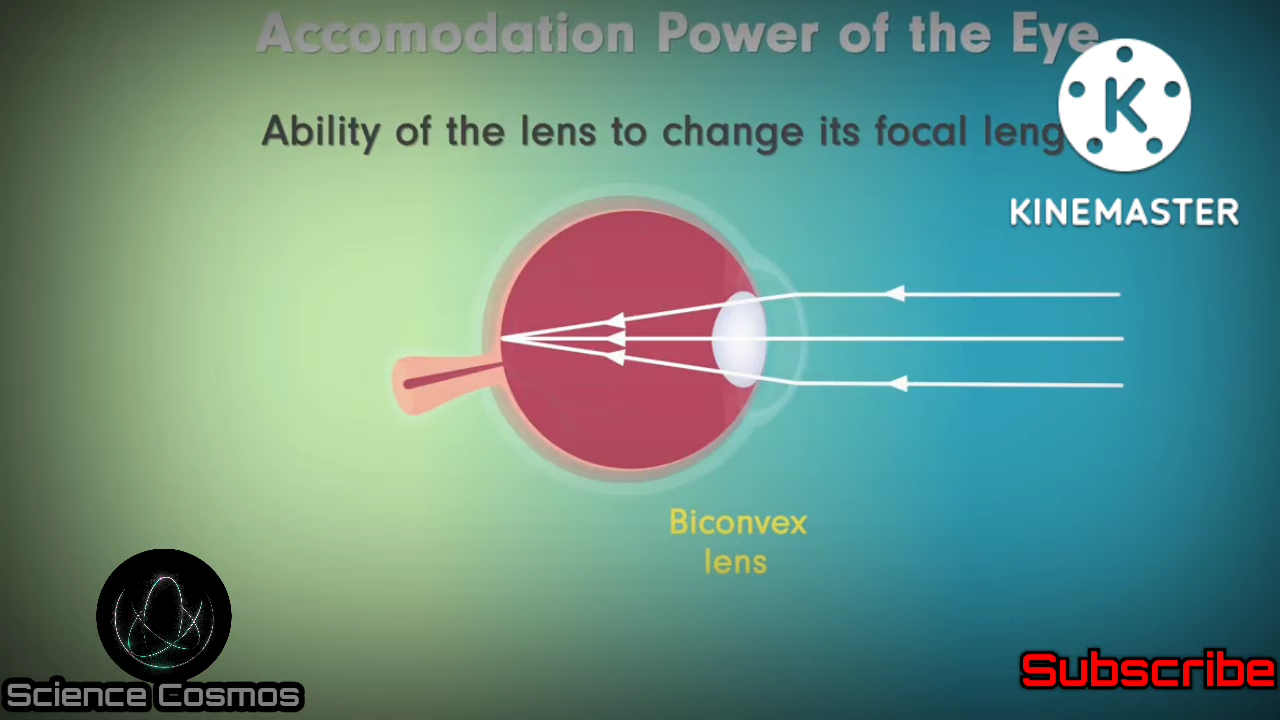 Accomodation Power of the Eye
Ability of the lens to change its focal leng
K
KINEMASTER
Biconvex
lens
Science Cosmos
Subscribe